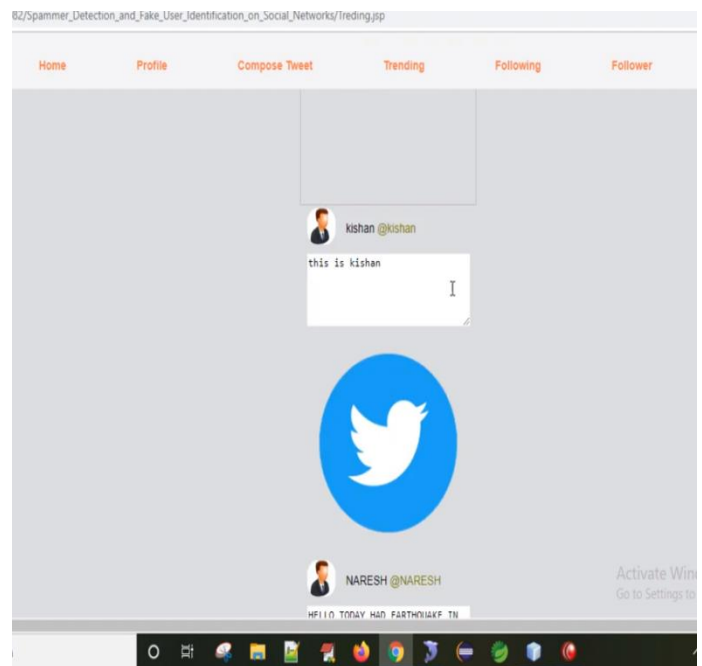 82/Spammer_Detection_and_Fake_User_Identification_on_Social_Networks/Treding.jsp
Home Profile Compose Tweet Trending Following Follower
kishan @kishan
this is kishan
NARESH @NARESH
HELLO TODAY HAD EARTHQUAKE IN
Activate Win
Go to Settings to